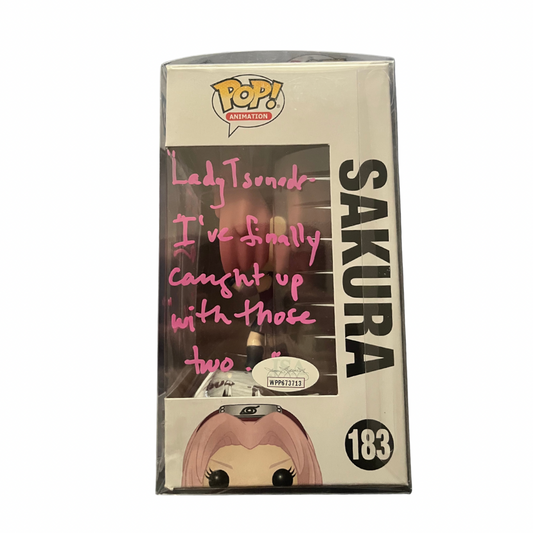 POP!
ANIMATION
"Lady Tsunade-
I've finally
caught up
with those
two."
WPP673713
SAKURA
183